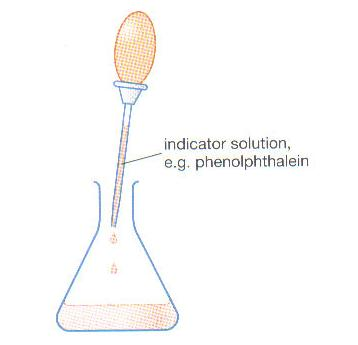 indicator solution,
e.g. phenolphthalein